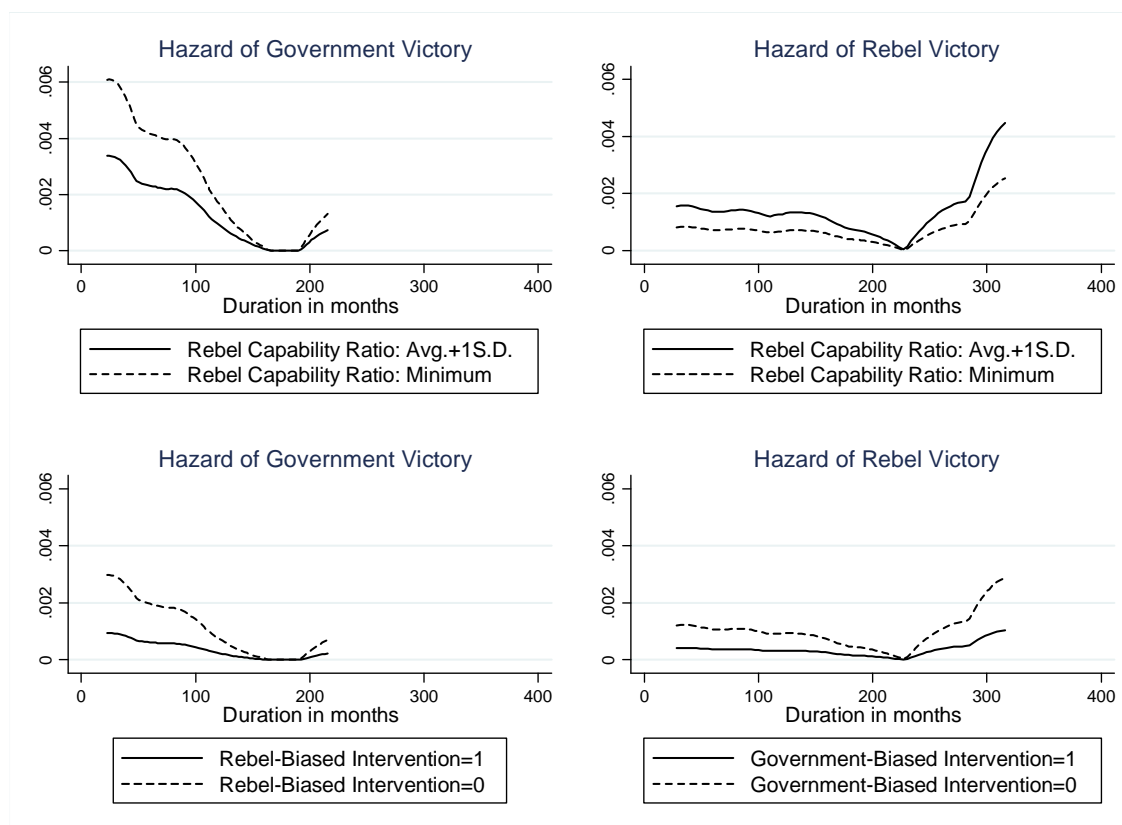 Hazard of Government Victory
.006
.004
.002
0
0 100 200 300 400
Duration in months
Rebel Capability Ratio: Avg.+1S.D.
Rebel Capability Ratio: Minimum
Hazard of Rebel Victory
.006
.004
.002
0
0 100 200 300 400
Duration in months
Rebel Capability Ratio: Avg.+1S.D.
Rebel Capability Ratio: Minimum
Hazard of Government Victory
.006
.004
.002
0
0 100 200 300 400
Duration in months
Rebel-Biased Intervention=1
Rebel-Biased Intervention=0
Hazard of Rebel Victory
.006
.004
.002
0
0 100 200 300 400
Duration in months
Government-Biased Intervention=1
Government-Biased Intervention=0